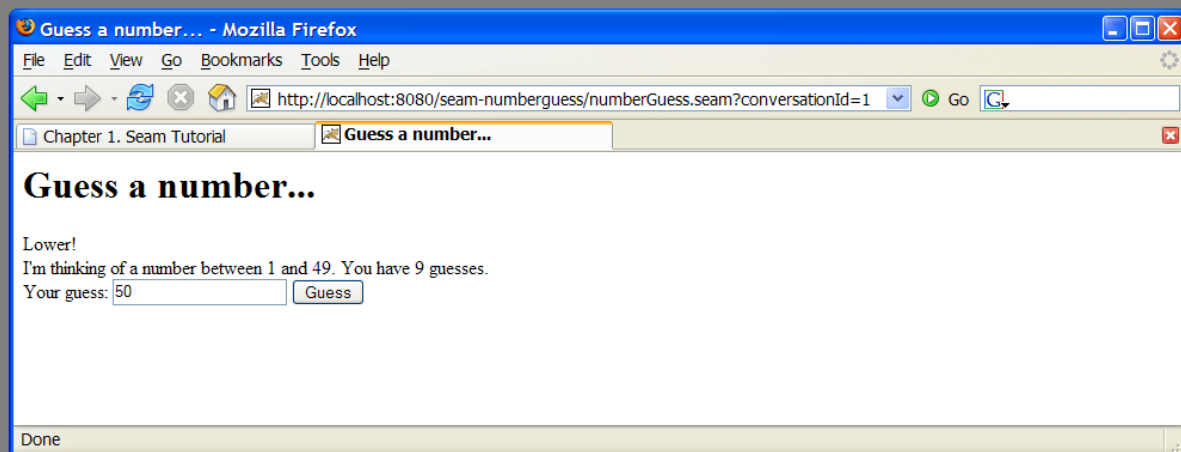 Guess a number... - Mozilla Firefox
File Edit View Go Bookmarks Tools Help
http://localhost:8080/seam-numberguess/numberGuess.seam?conversationId=1 Go G
Chapter 1. Seam Tutorial Guess a number...
Guess a number...
Lower!
I'm thinking of a number between 1 and 49. You have 9 guesses.
Your guess: 50 Guess
Done